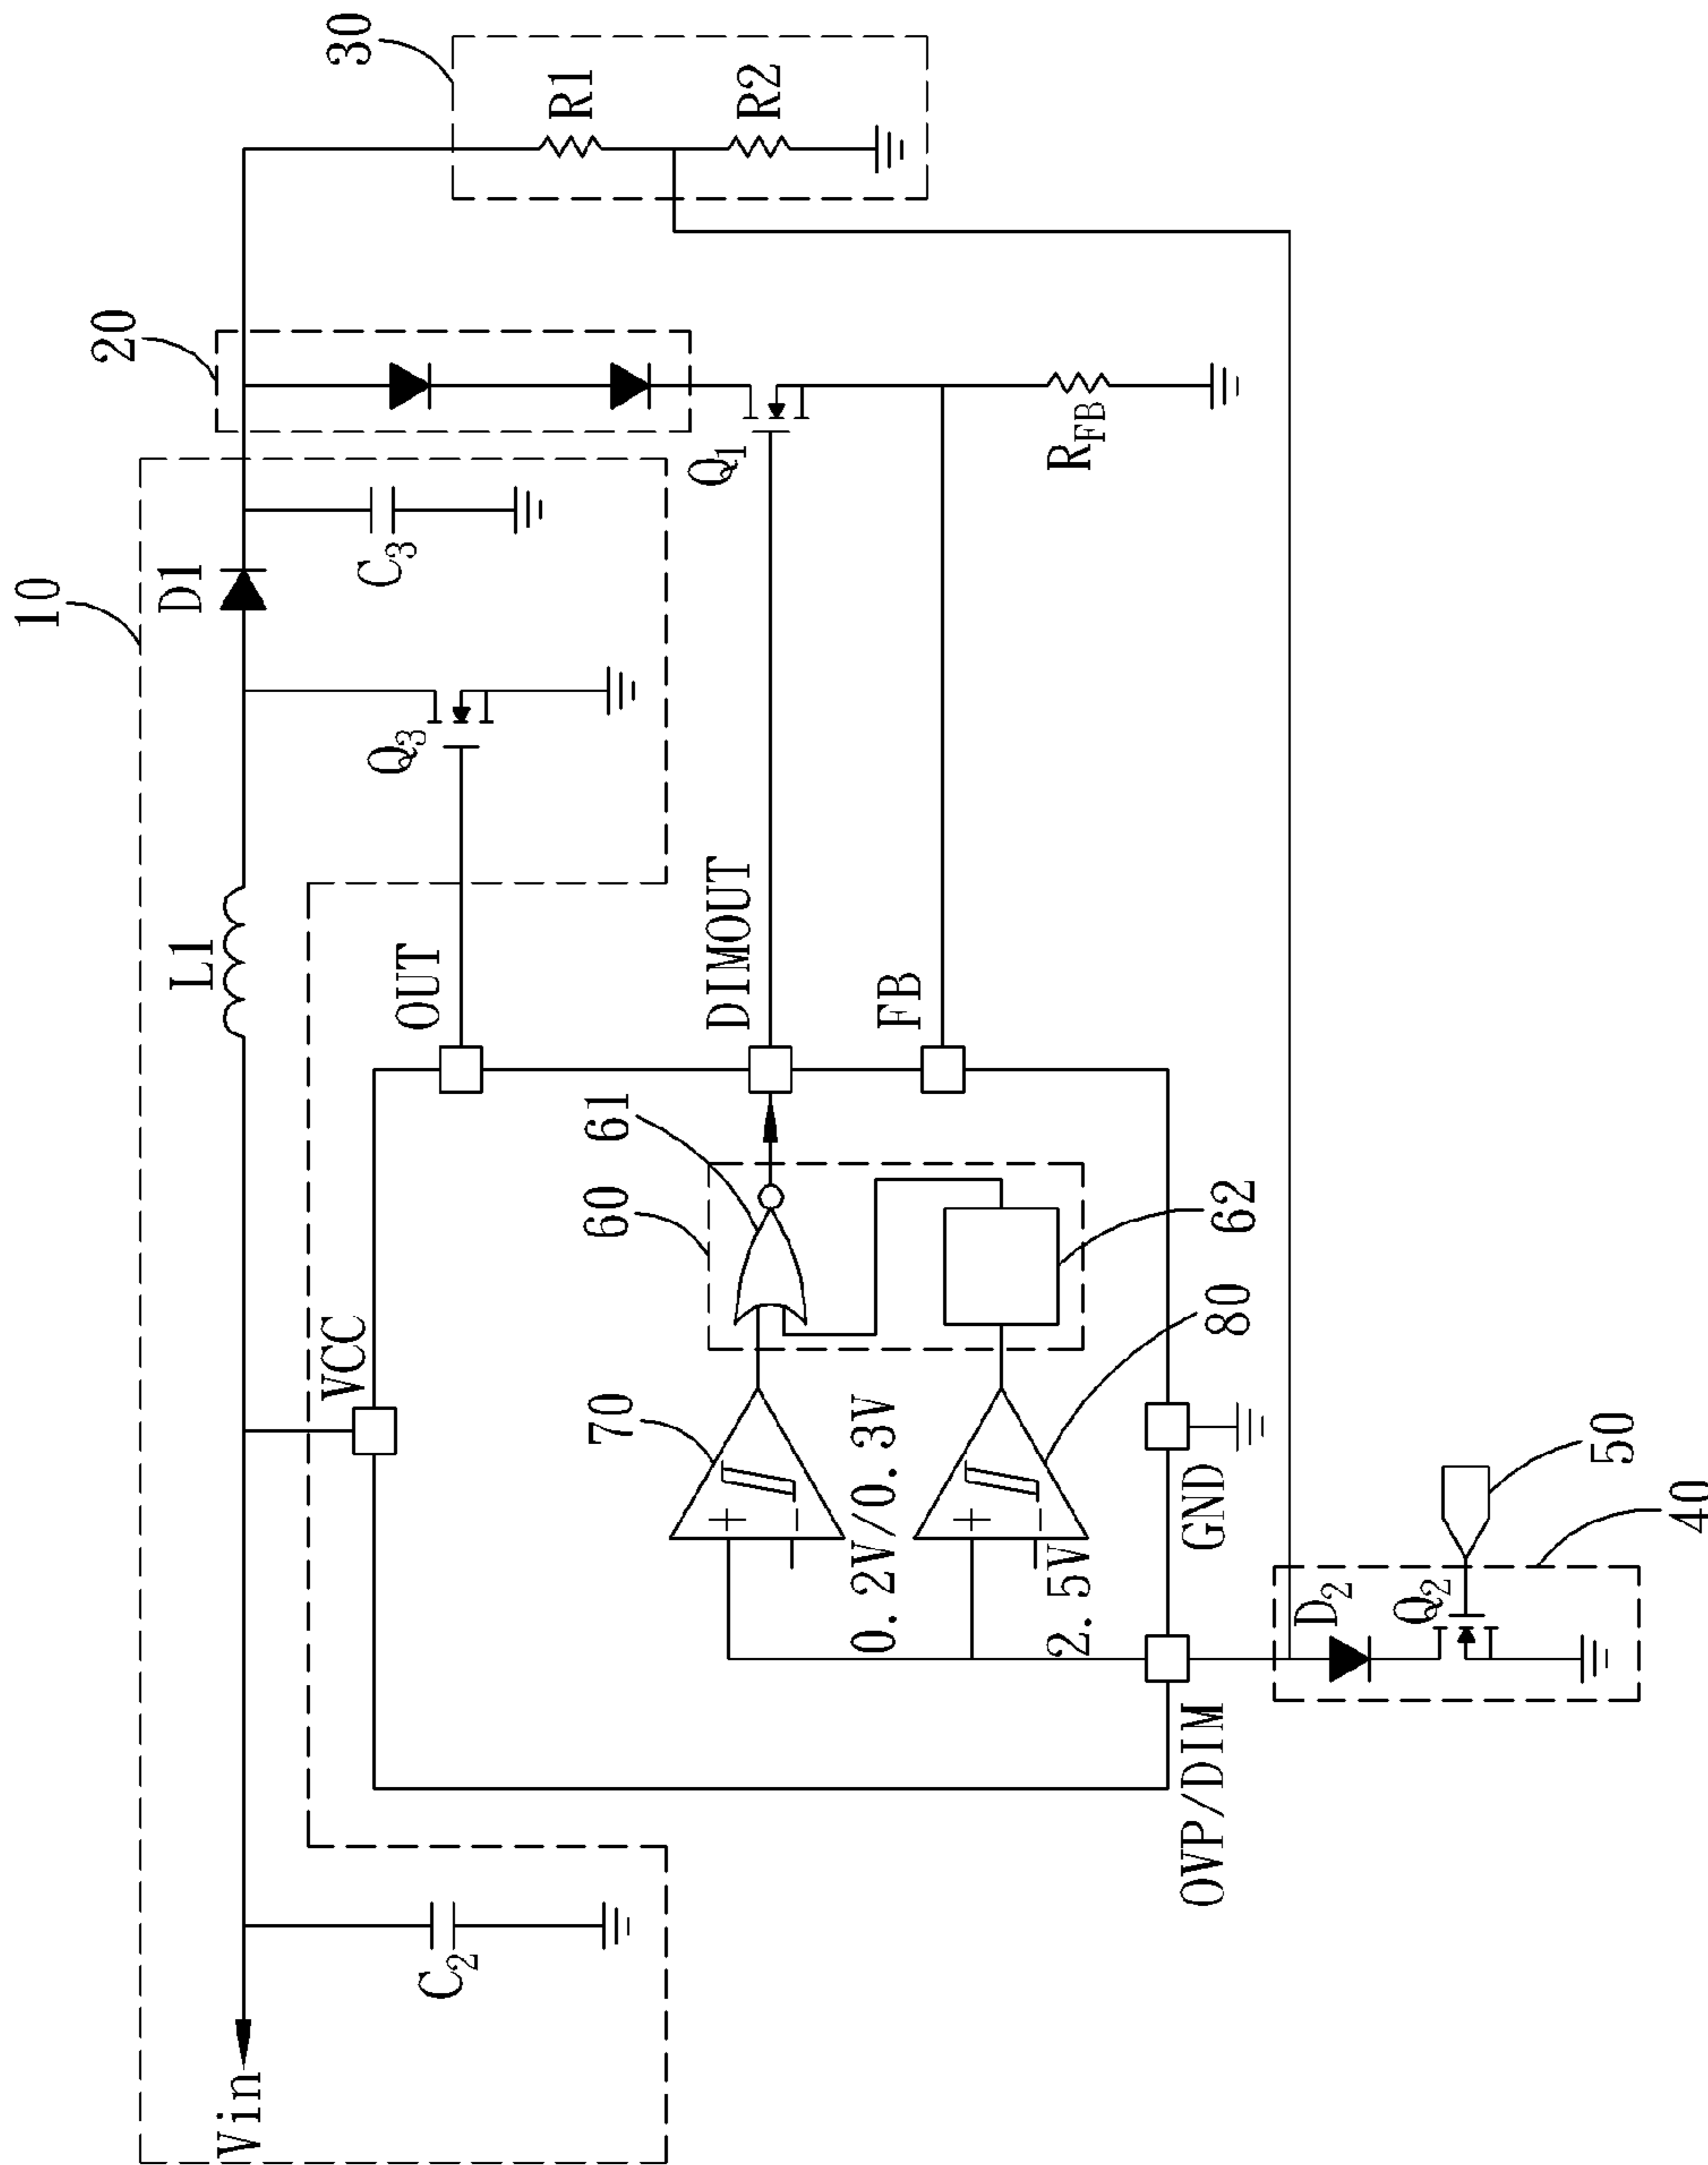 10
20
30
Vin
L1
D1
C2
VCC
OUT
Q3
C3
R1
R2
Q1
DIMOUT
FB
RFB
60
61
70
0.2V/0.3V
2.5V
80
62
OVP/DIM
GND
D2
Q2
50
40